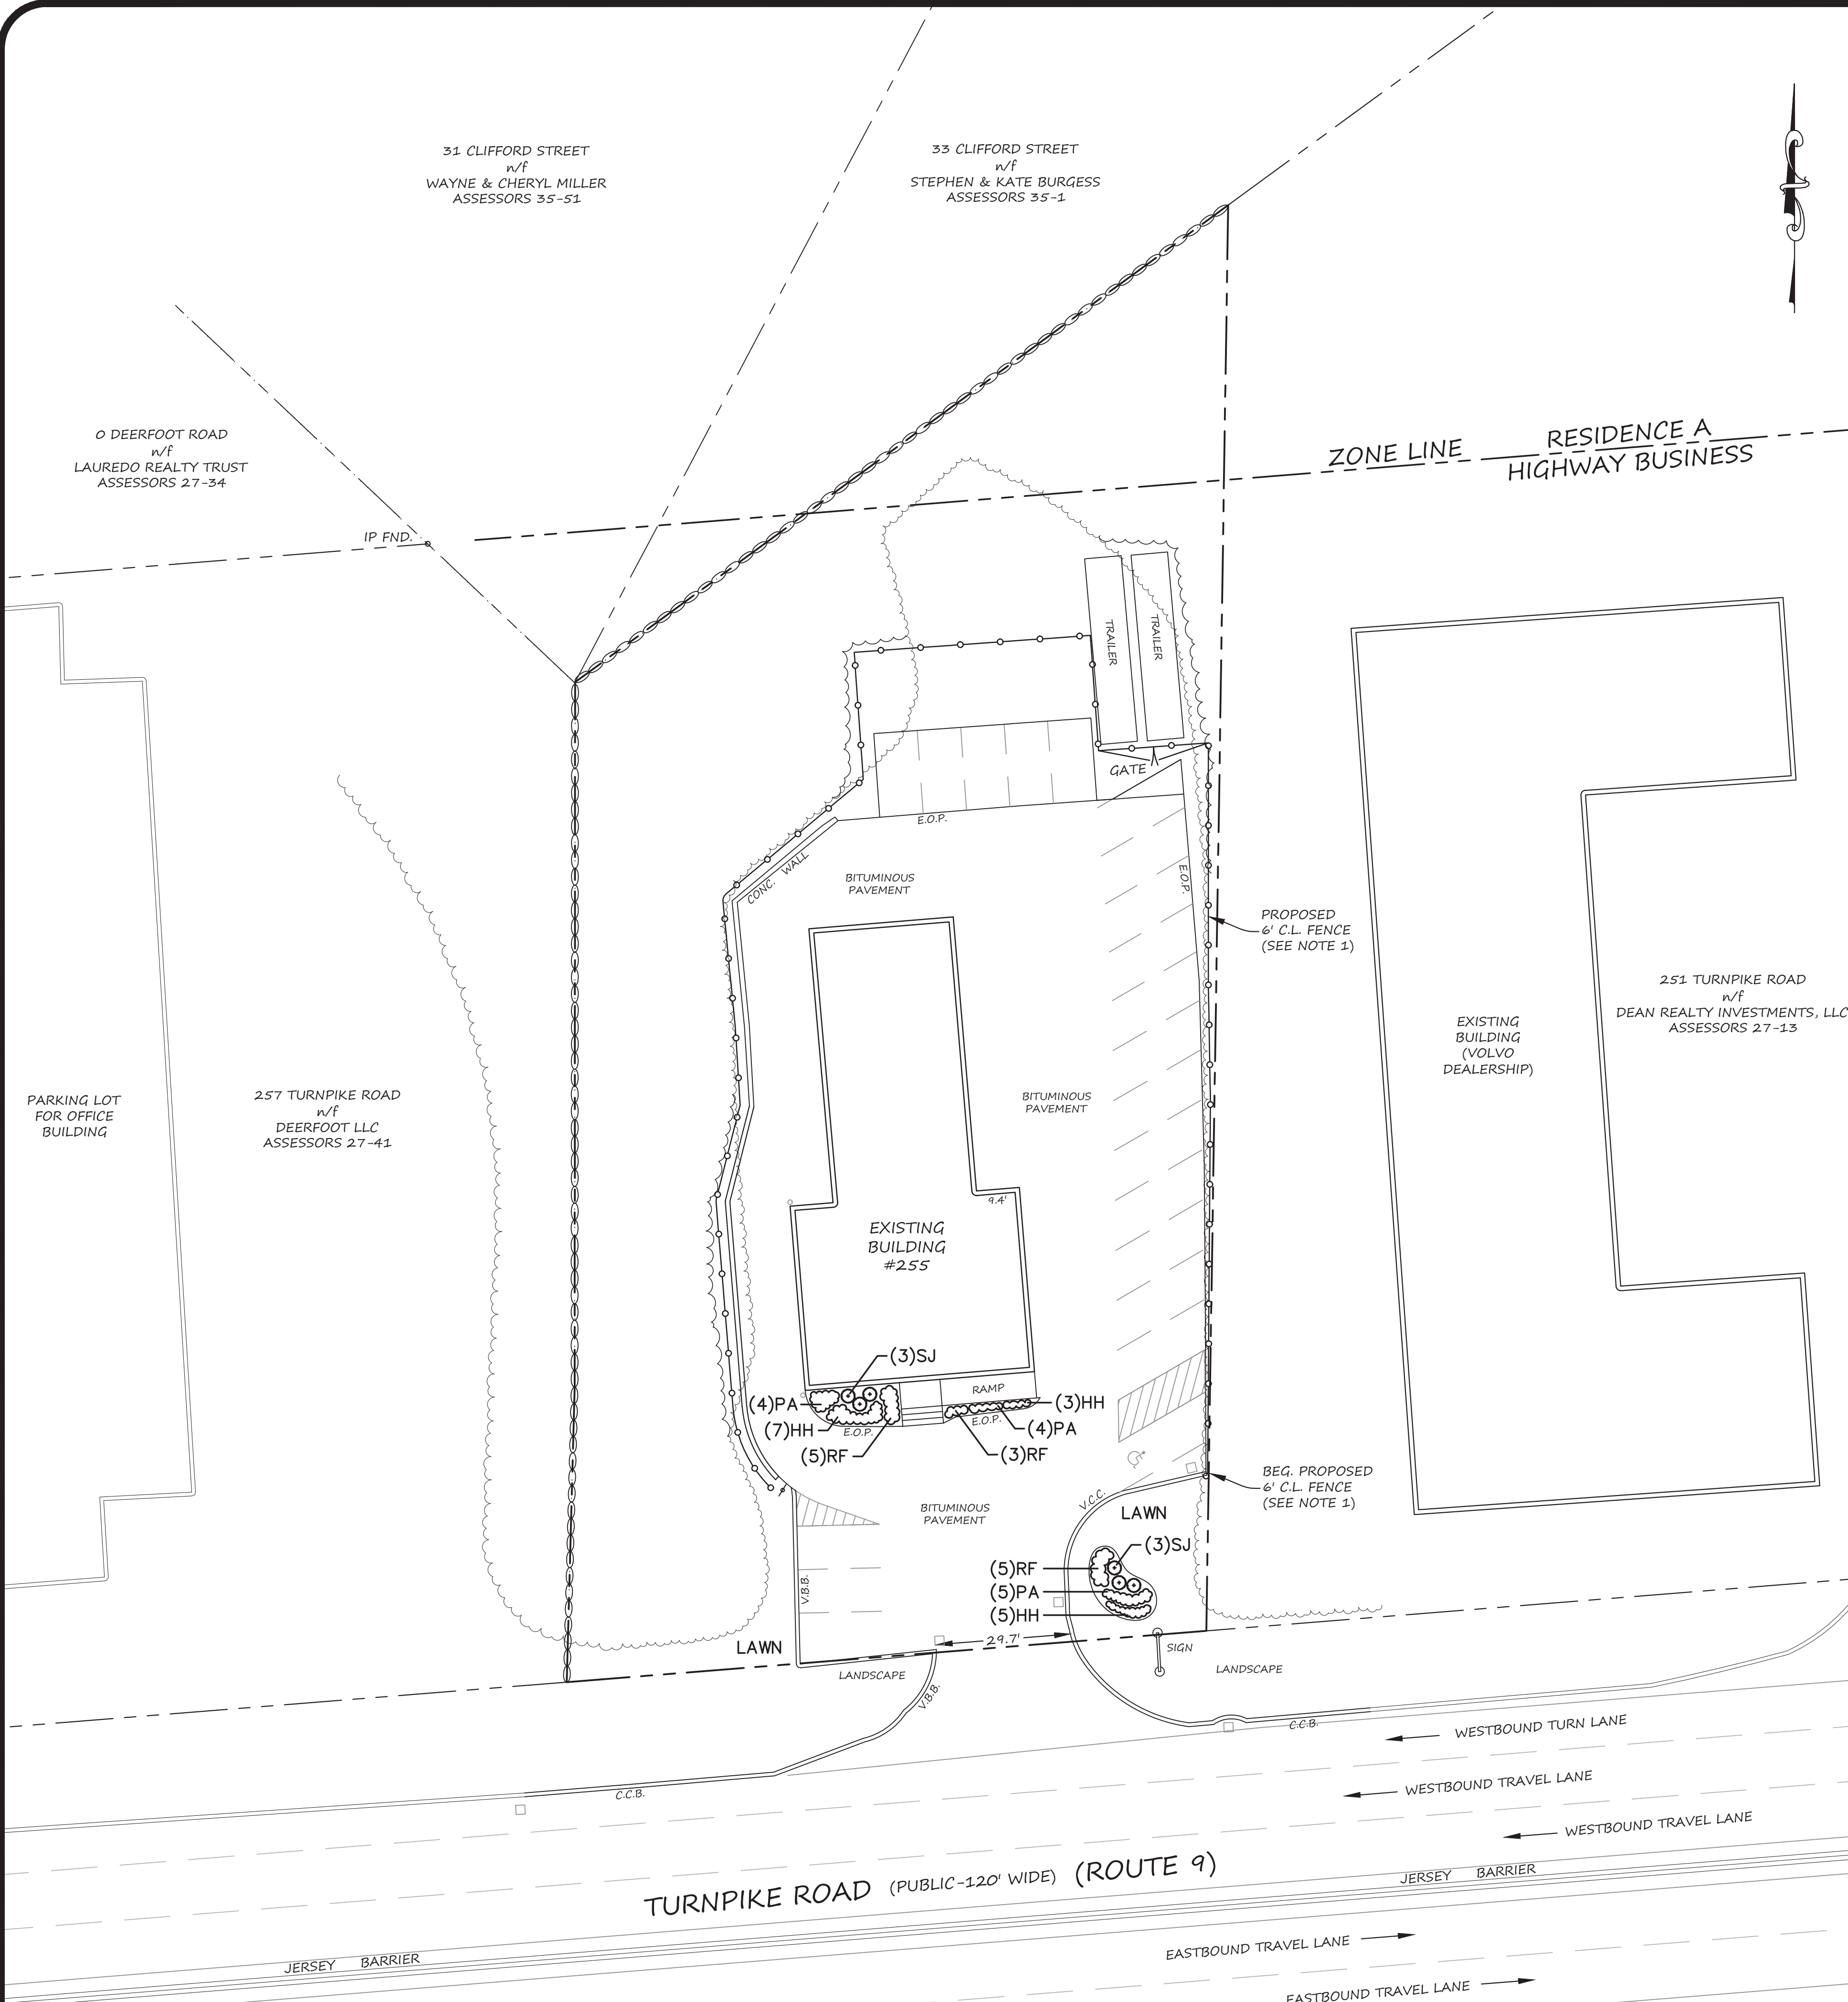 31 CLIFFORD STREET
n/f
WAYNE & CHERYL MILLER
ASSESSORS 35-51
33 CLIFFORD STREET
n/f
STEPHEN & KATE BURGESS
ASSESSORS 35-1
0 DEERFOOT ROAD
n/f
LAUREDO REALTY TRUST
ASSESSORS 27-34
IP FND.
ZONE LINE
RESIDENCE A
HIGHWAY BUSINESS
TRAILER
TRAILER
GATE
E.O.P.
CONC. WALL
BITUMINOUS
PAVEMENT
E.O.P.
PROPOSED
6' C.L. FENCE
(SEE NOTE 1)
251 TURNPIKE ROAD
n/f
DEAN REALTY INVESTMENTS, LLC
ASSESSORS 27-13
EXISTING
BUILDING
(VOLVO
DEALERSHIP)
PARKING LOT
FOR OFFICE
BUILDING
257 TURNPIKE ROAD
n/f
DEERFOOT LLC
ASSESSORS 27-41
BITUMINOUS
PAVEMENT
9.4'
EXISTING
BUILDING
#255
(3)SJ
RAMP
(4)PA
(7)HH
E.O.P.
(5)RF
(3)HH
E.O.P.
(4)PA
(3)RF
BEG. PROPOSED
6' C.L. FENCE
(SEE NOTE 1)
V.C.C.
LAWN
BITUMINOUS
PAVEMENT
(3)SJ
(5)RF
(5)PA
(5)HH
V.B.B.
LAWN
29.7'
SIGN
LANDSCAPE
LANDSCAPE
V.B.B.
C.C.B.
C.C.B.
WESTBOUND TURN LANE
WESTBOUND TRAVEL LANE
WESTBOUND TRAVEL LANE
TURNPIKE ROAD (PUBLIC-120' WIDE) (ROUTE 9)
JERSEY BARRIER
JERSEY BARRIER
EASTBOUND TRAVEL LANE
EASTBOUND TRAVEL LANE